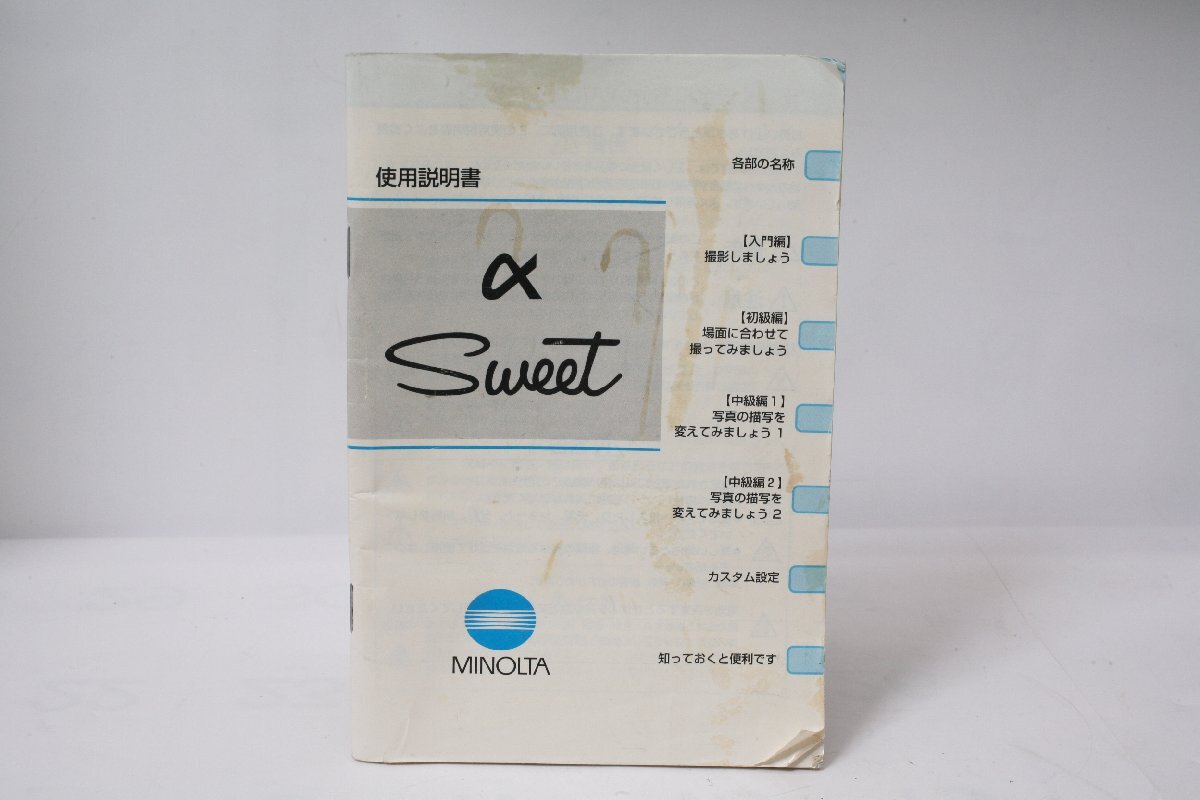 使用説明書
α
Sweet
MINOLTA
各部の名称
【入門編】
撮影しましょう
【初級編】
場面に合わせて
撮ってみましょう
【中級編1】
写真の描写を
変えてみましょう1
【中級編2】
写真の描写を
変えてみましょう2
カスタム設定
知っておくと便利です